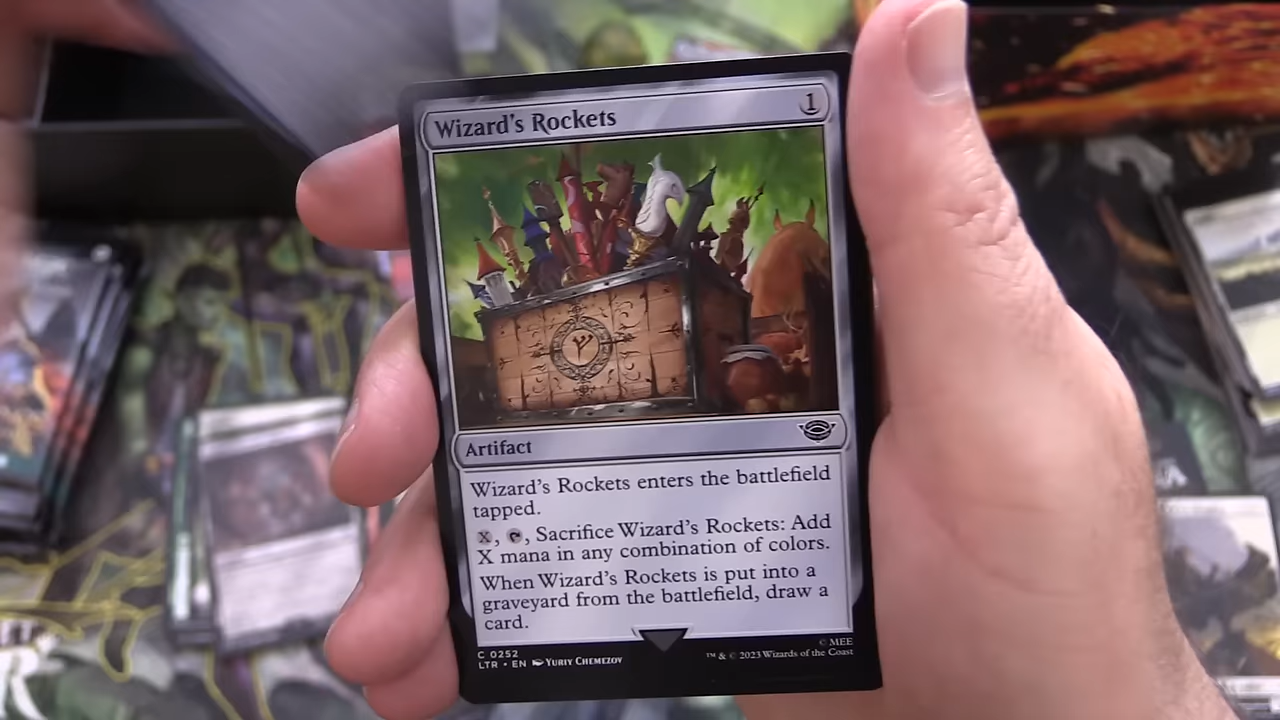 Wizard's Rockets 1
Artifact
Wizard's Rockets enters the battlefield
tapped.
X, T, Sacrifice Wizard's Rockets: Add
X mana in any combination of colors.
When Wizard's Rockets is put into a
graveyard from the battlefield, draw a
card.
C 0252
LTR • EN Yuriy Chemezov
© MEE
™ & © 2023 Wizards of the Coast